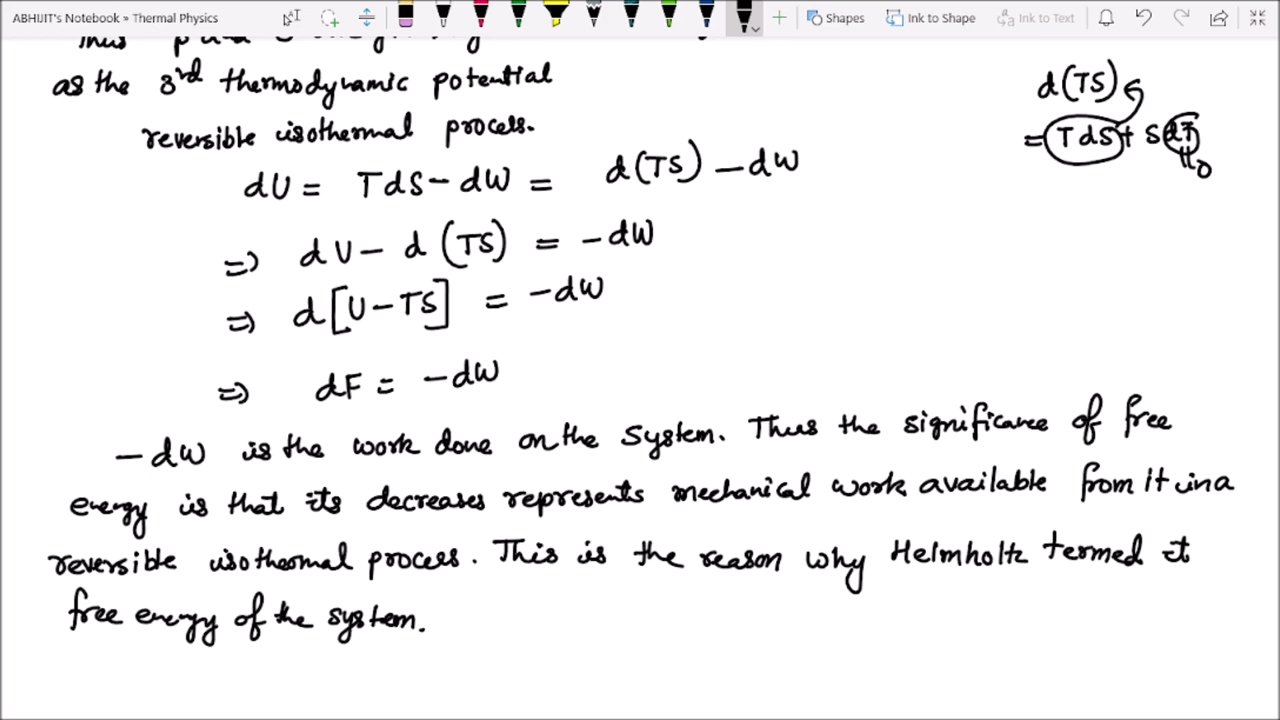 ABHIJIT's Notebook » Thermal Physics
Shapes
Ink to Shape
Ink to Text
Thus
as the 3rd thermodynamic potential
reversible isothermal process.
d(TS)
= TdS + SdT
0
dU = TdS - dW = d(TS) - dW
=> dU - d(TS) = -dW
=> d[U-TS] = -dW
=> dF = -dW
-dW is the work done on the System. Thus the significance of free
energy is that its decreases represents mechanical work available from it in a
reversible isothermal process. This is the reason why Helmholtz termed it
free energy of the system.